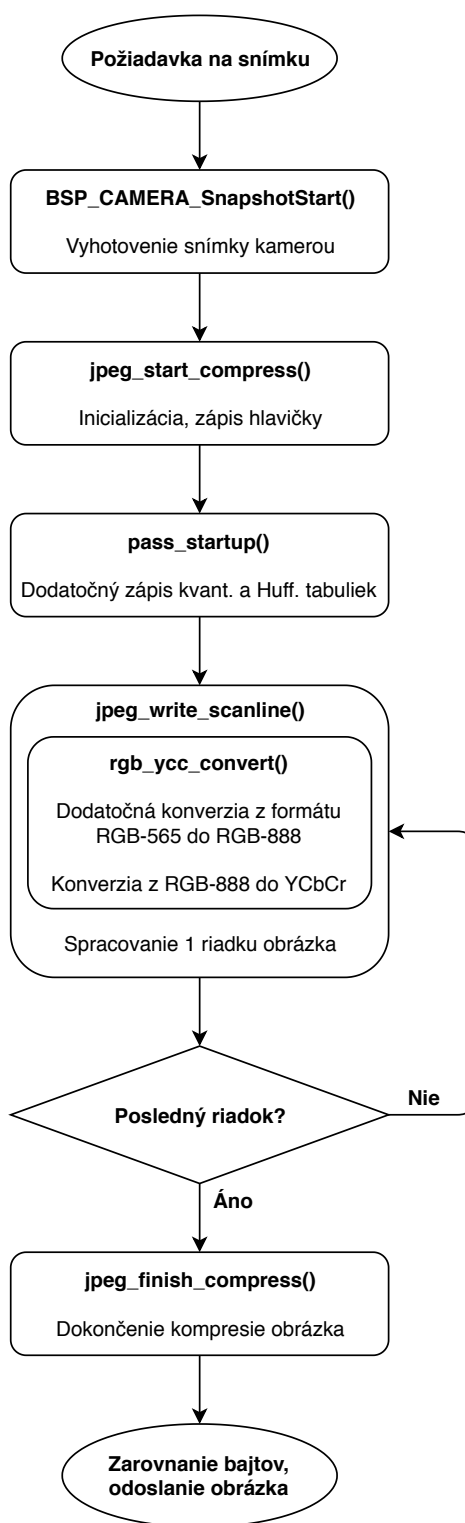 Požiadavka na snímku
BSP_CAMERA_SnapshotStart()
Vyhotovenie snímky kamerou
jpeg_start_compress()
Inicializácia, zápis hlavičky
pass_startup()
Dodatočný zápis kvant. a Huff. tabuliek
jpeg_write_scanline()
rgb_ycc_convert()
Dodatočná konverzia z formátu
RGB-565 do RGB-888
Konverzia z RGB-888 do YCbCr
Spracovanie 1 riadku obrázka
Posledný riadok?
Nie
Áno
jpeg_finish_compress()
Dokončenie kompresie obrázka
Zarovnanie bajtov,
odoslanie obrázka